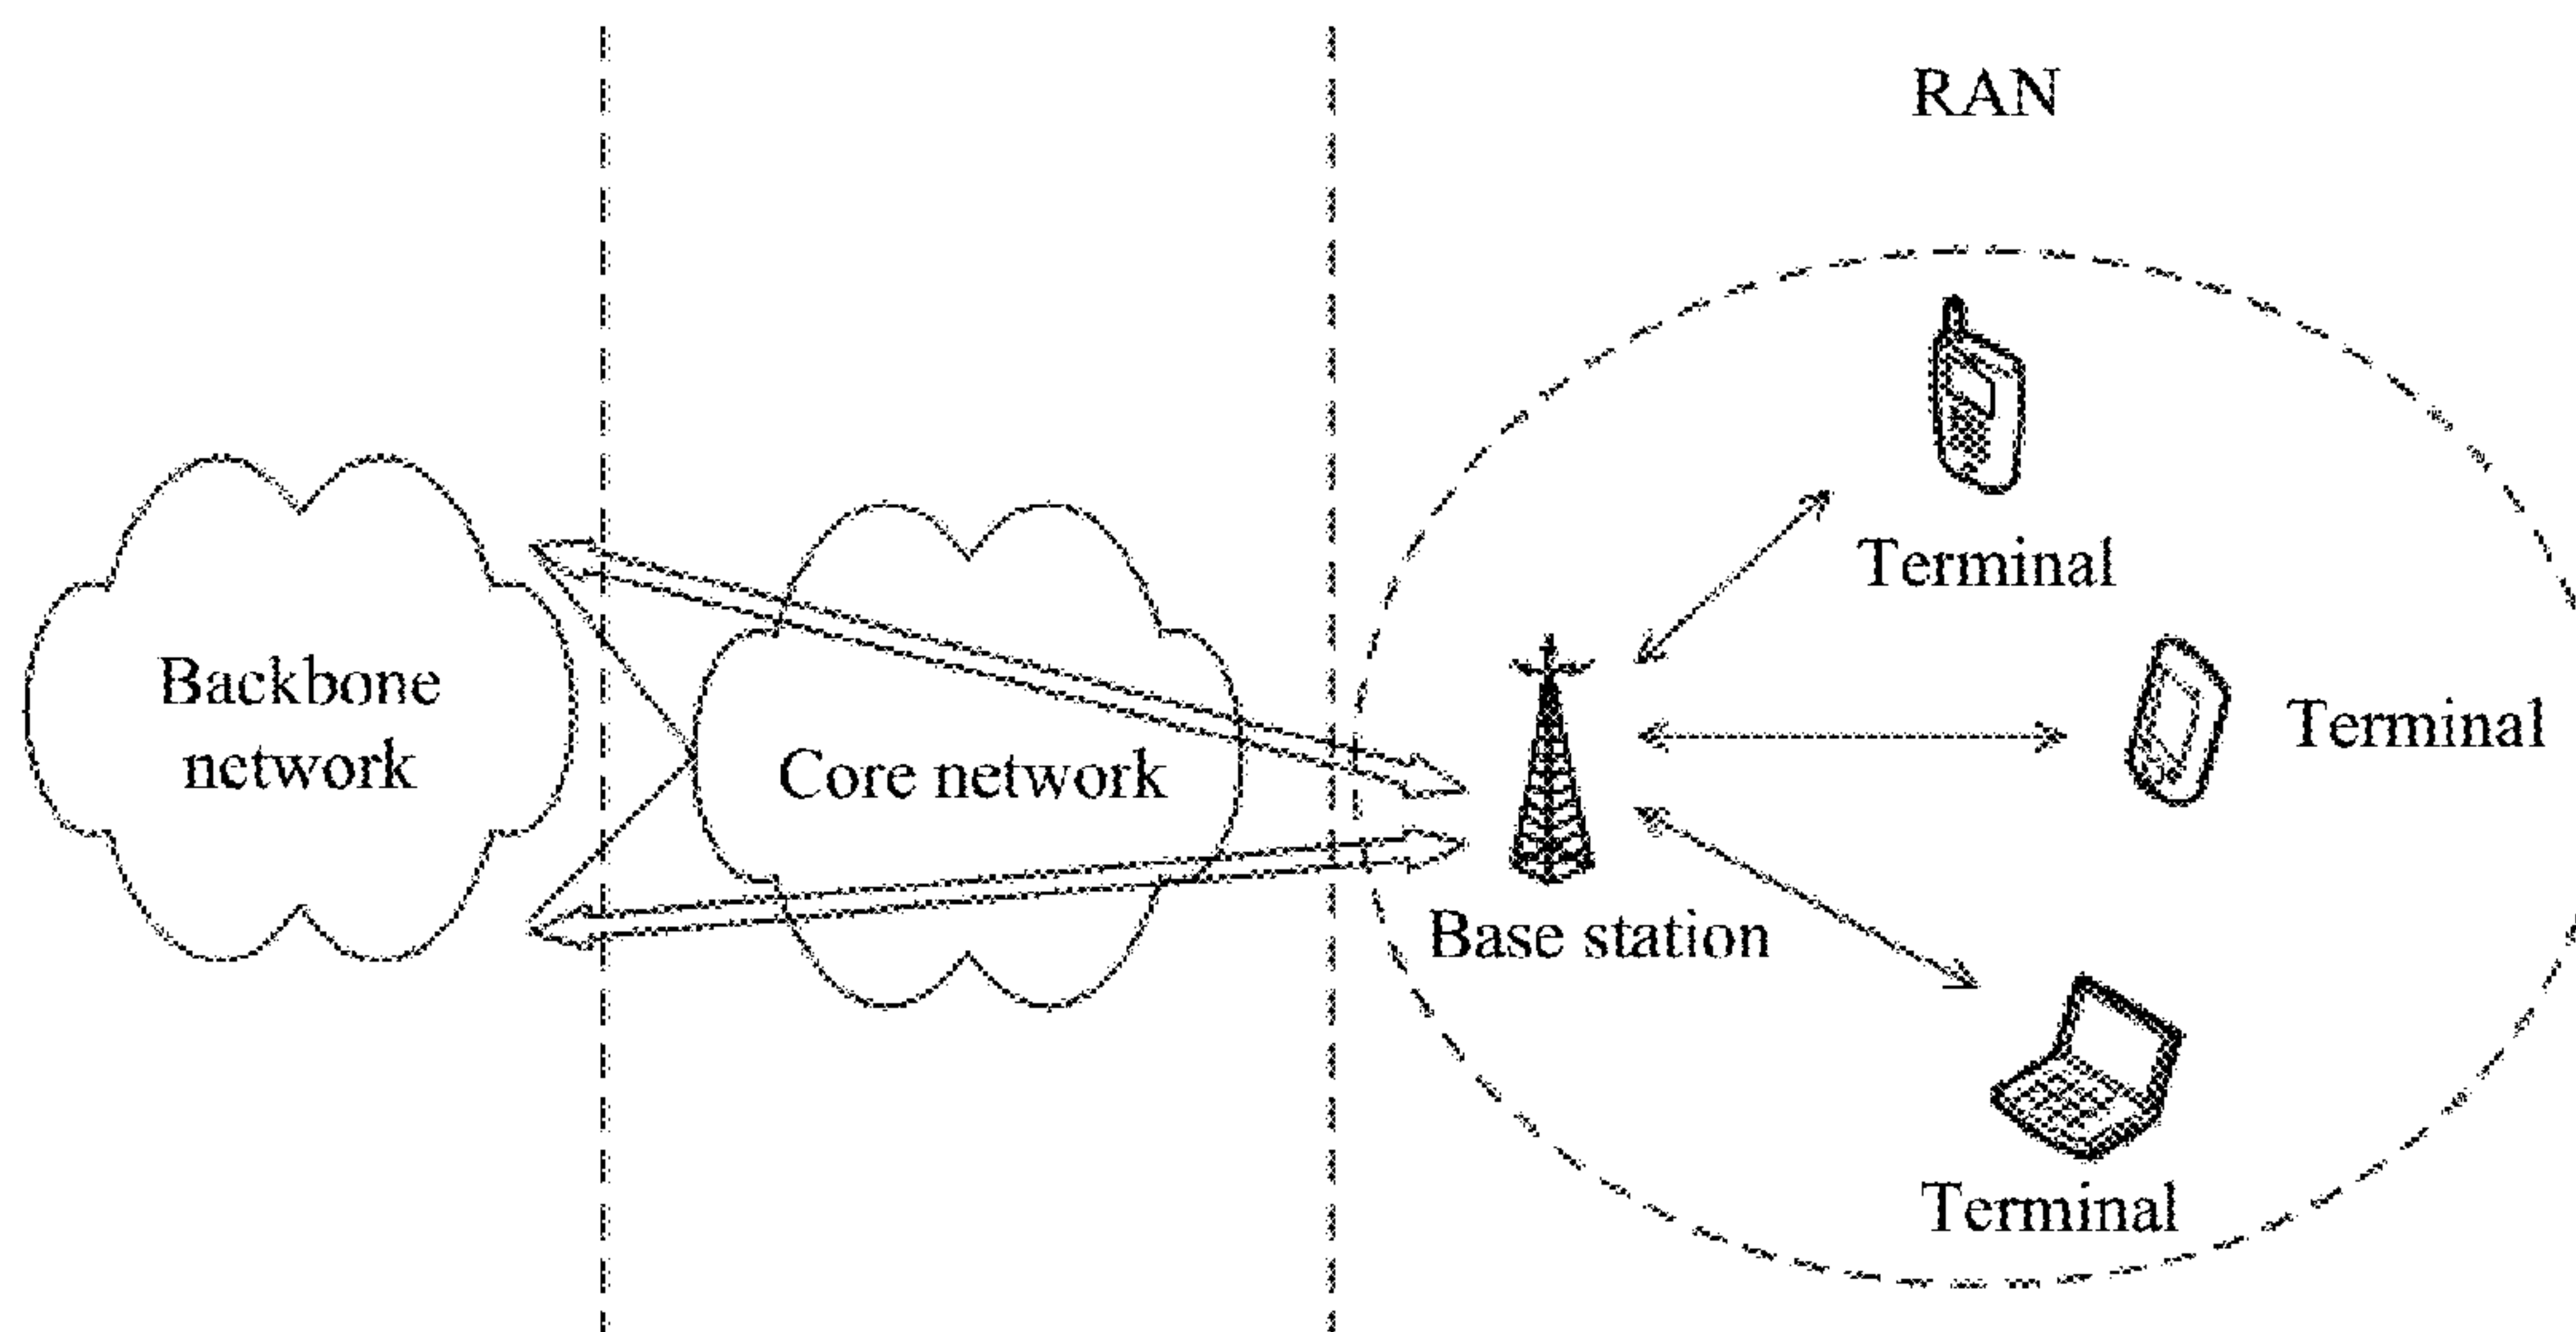 RAN
Terminal
Backbone
network
Core network
Terminal
Base station
Terminal